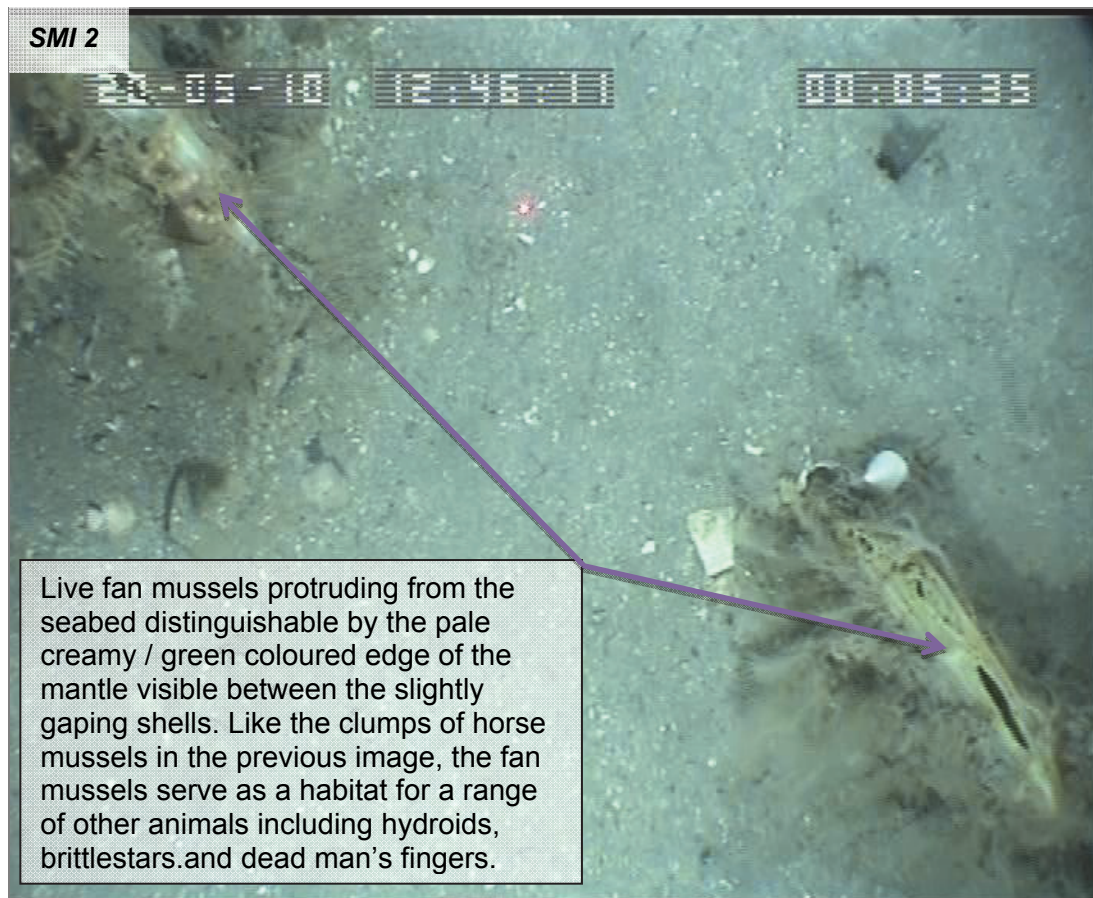 SMI 2
20-05-10 12:46:11 00:05:35
Live fan mussels protruding from the
seabed distinguishable by the pale
creamy / green coloured edge of the
mantle visible between the slightly
gaping shells. Like the clumps of horse
mussels in the previous image, the fan
mussels serve as a habitat for a range
of other animals including hydroids,
brittlestars.and dead man's fingers.